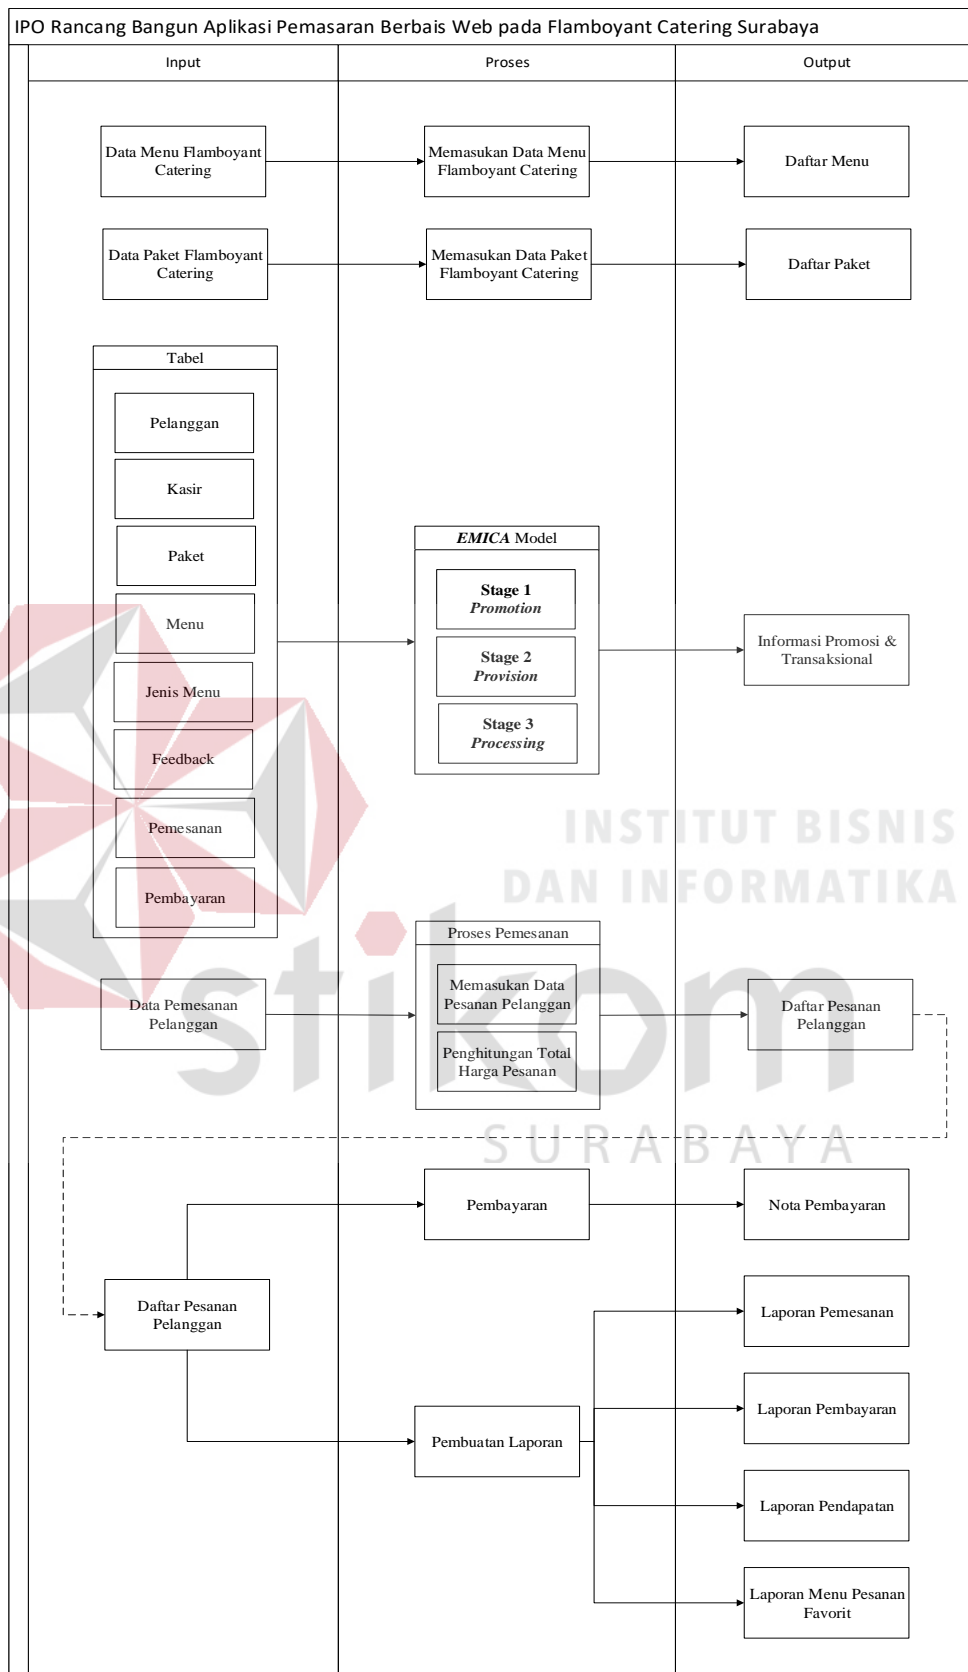 IPO Rancang Bangun Aplikasi Pemasaran Berbais Web pada Flamboyant Catering Surabaya
Input
Proses
Output
Data Menu Flamboyant
Catering
Memasukan Data Menu
Flamboyant Catering
Daftar Menu
Data Paket Flamboyant
Catering
Memasukan Data Paket
Flamboyant Catering
Daftar Paket
Tabel
Pelanggan
Kasir
Paket
Menu
Jenis Menu
Feedback
Pemesanan
Pembayaran
EMICA Model
Stage 1
Promotion
Stage 2
Provision
Stage 3
Processing
Informasi Promosi &
Transaksional
INSTITUT BISNIS
DAN INFORMATIKA
stikom
SURABAYA
Data Pemesanan
Pelanggan
Proses Pemesanan
Memasukan Data
Pesanan Pelanggan
Penghitungan Total
Harga Pesanan
Daftar Pesanan
Pelanggan
Daftar Pesanan
Pelanggan
Pembayaran
Nota Pembayaran
Pembuatan Laporan
Laporan Pemesanan
Laporan Pembayaran
Laporan Pendapatan
Laporan Menu Pesanan
Favorit